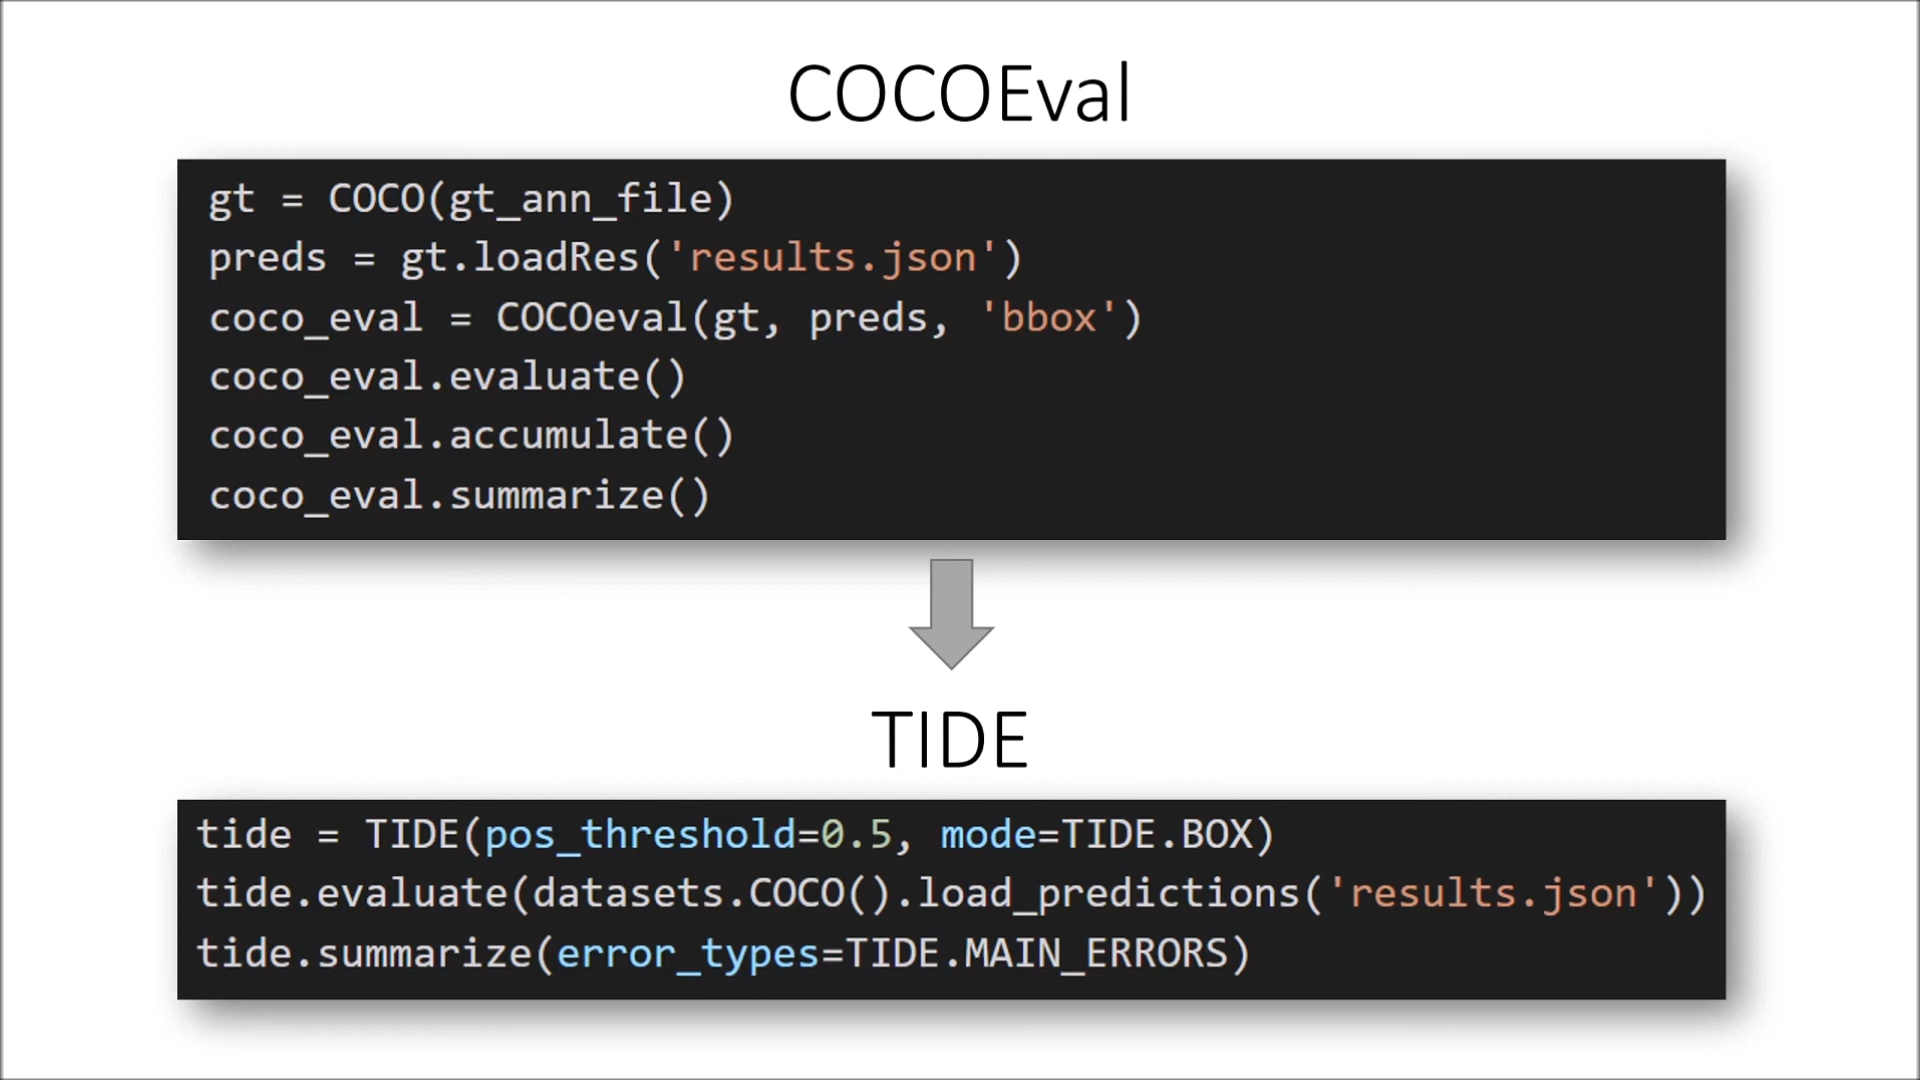 COCOEval
gt = COCO(gt_ann_file)
preds = gt.loadRes('results.json')
coco_eval = COCOeval(gt, preds, 'bbox')
coco_eval.evaluate()
coco_eval.accumulate()
coco_eval.summarize()
TIDE
tide = TIDE(pos_threshold=0.5, mode=TIDE.BOX)
tide.evaluate(datasets.COCO().load_predictions('results.json'))
tide.summarize(error_types=TIDE.MAIN_ERRORS)